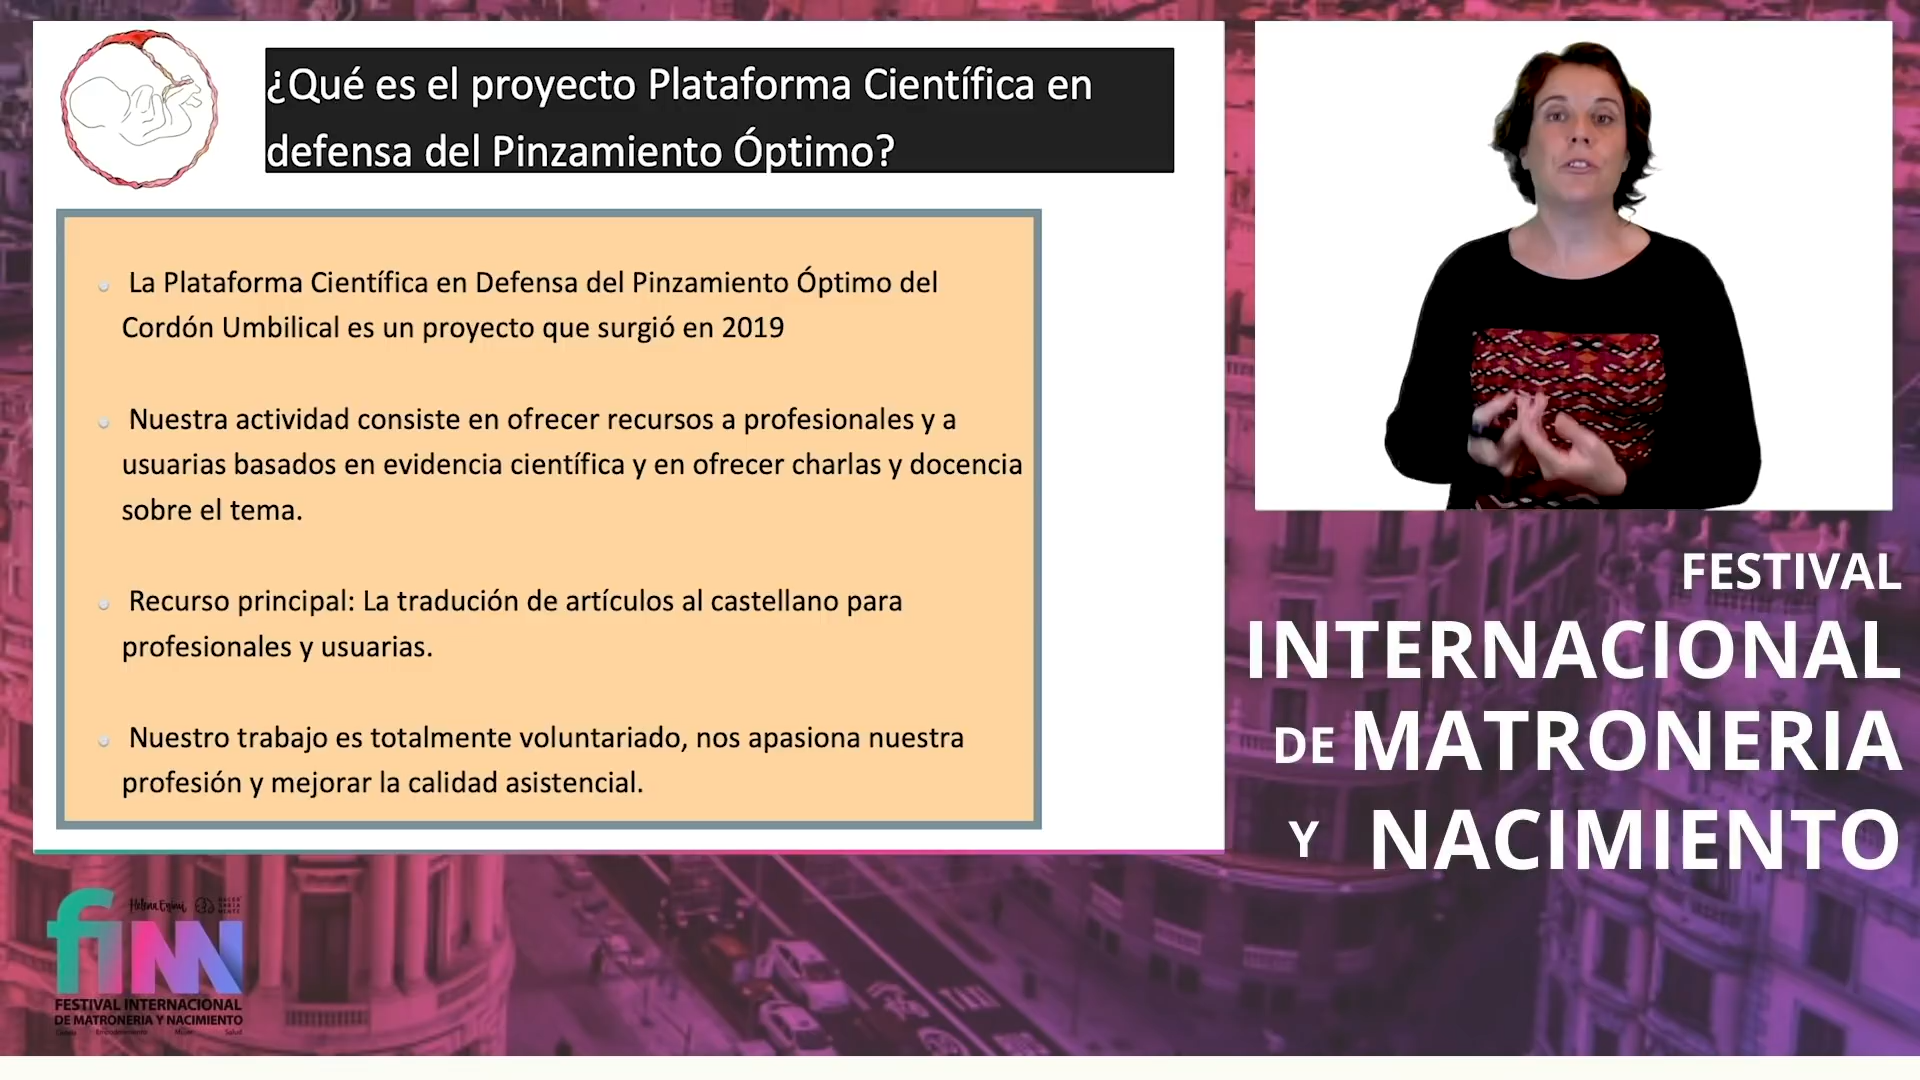 ¿Qué es el proyecto Plataforma Científica en
defensa del Pinzamiento Óptimo?
La Plataforma Científica en Defensa del Pinzamiento Óptimo del
Cordón Umbilical es un proyecto que surgió en 2019
Nuestra actividad consiste en ofrecer recursos a profesionales y a
usuarias basados en evidencia científica y en ofrecer charlas y docencia
sobre el tema.
Recurso principal: La tradución de artículos al castellano para
profesionales y usuarias.
Nuestro trabajo es totalmente voluntariado, nos apasiona nuestra
profesión y mejorar la calidad asistencial.
FESTIVAL
INTERNACIONAL
DE MATRONERIA
Y NACIMIENTO
fimn
FESTIVAL INTERNACIONAL
DE MATRONERIA Y NACIMIENTO
TAXI